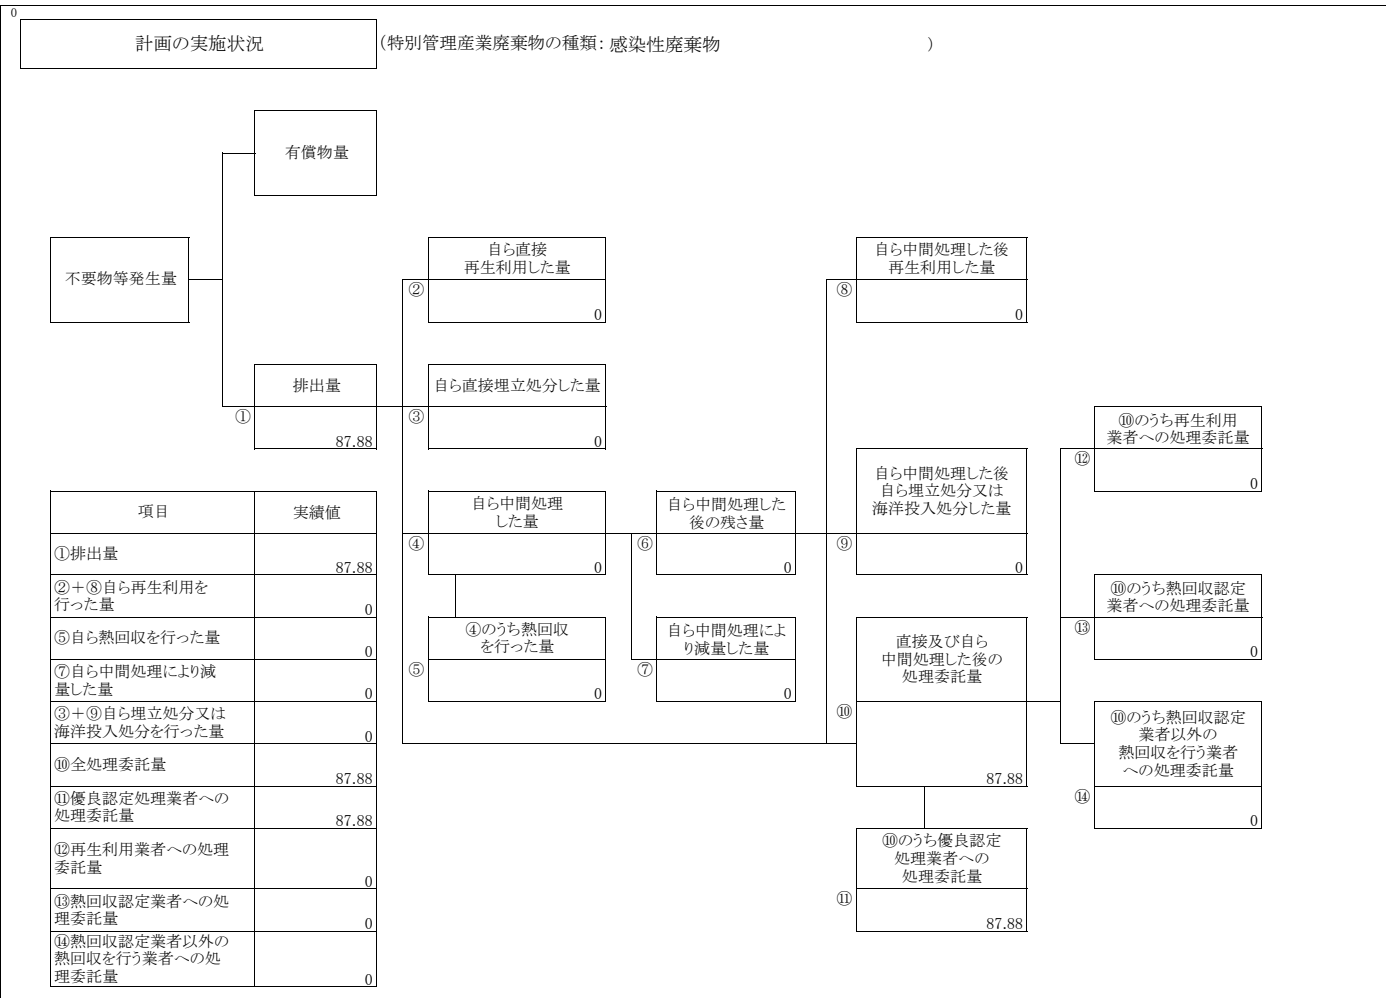 0
計画の実施状況
(特別管理産業廃棄物の種類: 感染性廃棄物 )
有償物量
不要物等発生量
排出量
①
87.88
自ら直接
再生利用した量
②
0
自ら直接埋立処分した量
③
0
自ら中間処理
した量
④
0
④のうち熱回収
を行った量
⑤
0
自ら中間処理した
後の残さ量
⑥
0
自ら中間処理によ
り減量した量
⑦
0
自ら中間処理した後
再生利用した量
⑧
0
自ら中間処理した後
自ら埋立処分又は
海洋投入処分した量
⑨
0
直接及び自ら
中間処理した後の
処理委託量
⑩
87.88
⑩のうち優良認定
処理業者への
処理委託量
⑪
87.88
⑩のうち再生利用
業者への処理委託量
⑫
0
⑩のうち熱回収認定
業者への処理委託量
⑬
0
⑩のうち熱回収認定
業者以外の
熱回収を行う業者
への処理委託量
⑭
0
項目 実績値
①排出量
87.88
②+⑧自ら再生利用を
行った量
0
⑤自ら熱回収を行った量
0
⑦自ら中間処理により減
量した量
0
③+⑨自ら埋立処分又は
海洋投入処分を行った量
0
⑩全処理委託量
87.88
⑪優良認定処理業者への
処理委託量
87.88
⑫再生利用業者への処理
委託量
0
⑬熱回収認定業者への処
理委託量
0
⑭熱回収認定業者以外の
熱回収を行う業者への処
理委託量
0